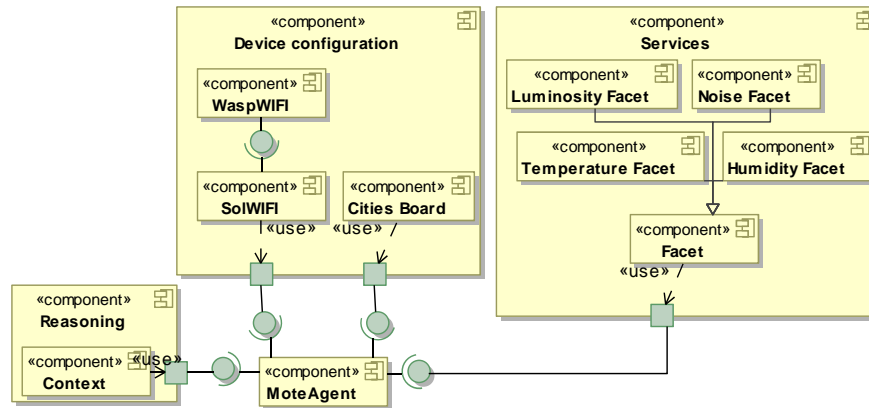 «component»
Device configuration
«component»
WaspWIFI
«component»
SolWIFI
«use»
«component»
Cities Board
«use»
«component»
Services
«component»
Luminosity Facet
«component»
Noise Facet
«component»
Temperature Facet
«component»
Humidity Facet
«component»
Facet
«use»
«component»
Reasoning
«component»
Context
«use»
«component»
MoteAgent